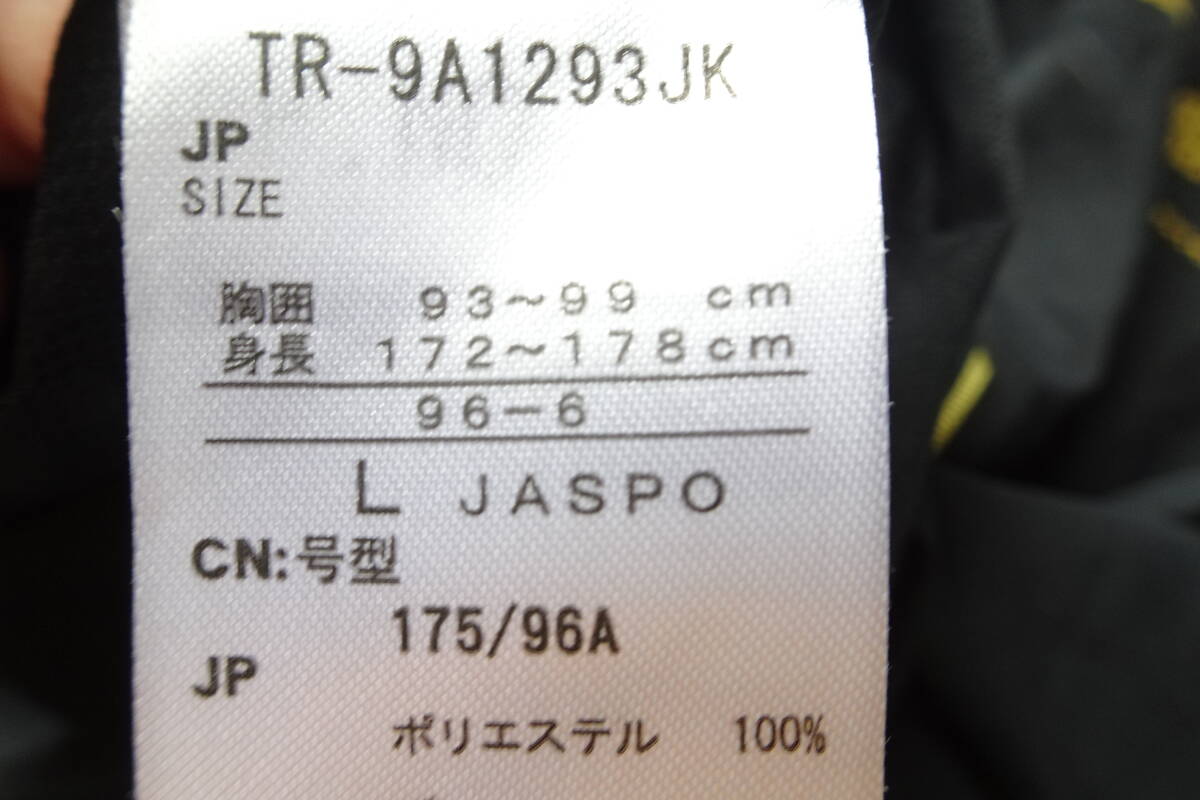 TR-9A1293JK
JP
SIZE
胸囲 93~99 cm
身長 172~178cm
96-6
L JASPO
CN:号型
175/96A
JP
ポリエステル 100%